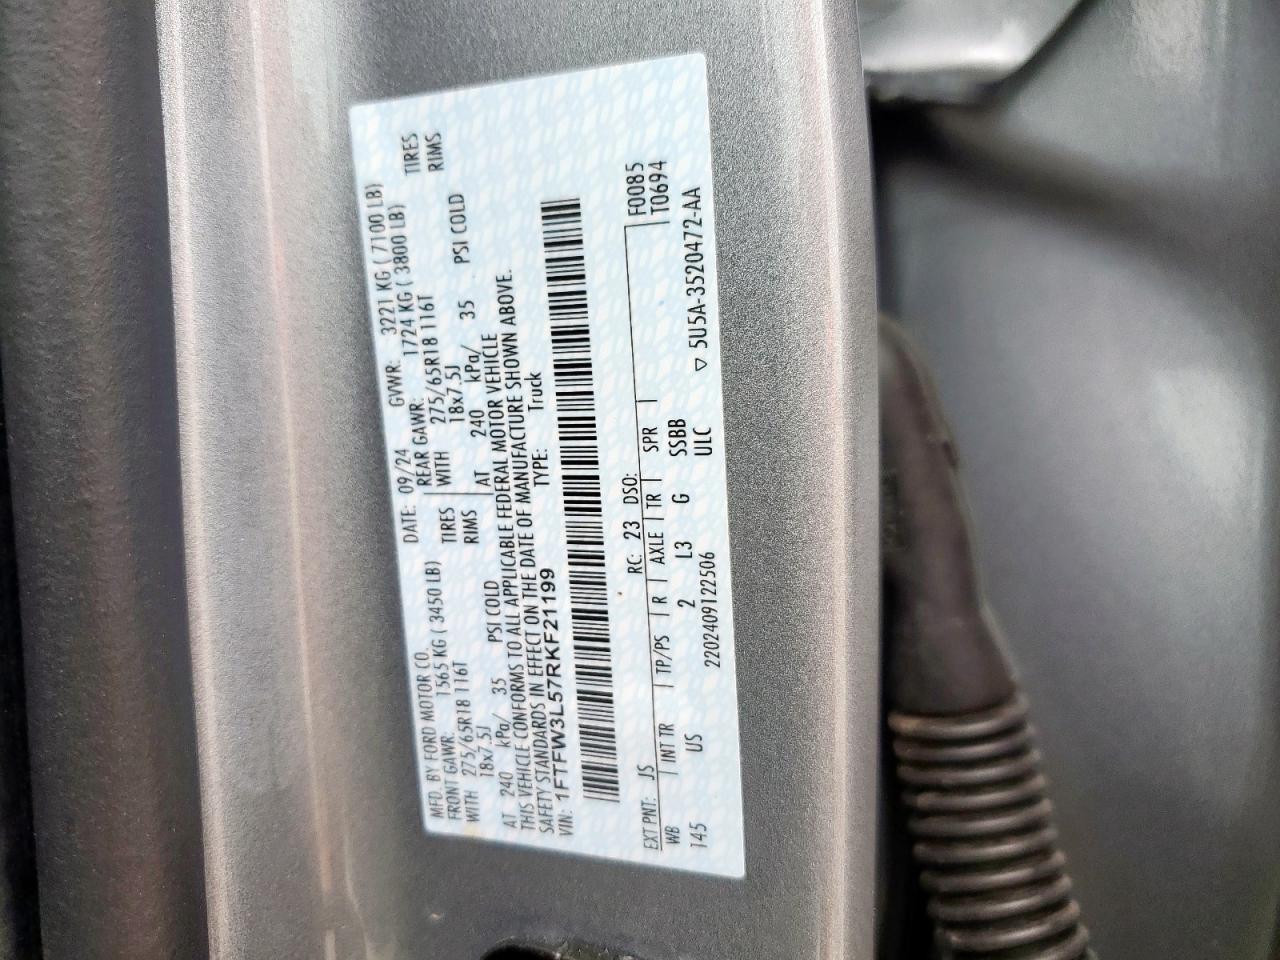 MFD. BY FORD MOTOR CO. DATE: 09/24 GVWR: 3221 KG ( 7100 LB)
FRONT GAWR: 1565 KG ( 3450 LB) REAR GAWR: 1724 KG ( 3800 LB)
WITH 275/65R18 116T TIRES WITH 275/65R18 116T TIRES
18x7.5J RIMS 18x7.5J RIMS
AT 240 kPa/ 35 PSI COLD AT 240 kPa/ 35 PSI COLD
THIS VEHICLE CONFORMS TO ALL APPLICABLE FEDERAL MOTOR VEHICLE
SAFETY STANDARDS IN EFFECT ON THE DATE OF MANUFACTURE SHOWN ABOVE.
VIN: 1FTFW3L57RKF21199 TYPE: Truck
EXT PNT: JS RC: 23 DSO: F0085
WB INT TR TP/PS R AXLE TR SPR T0694
145 US 2 L3 G SSBB
2202409122506 ULC ▽ 5U5A-3520472-AA